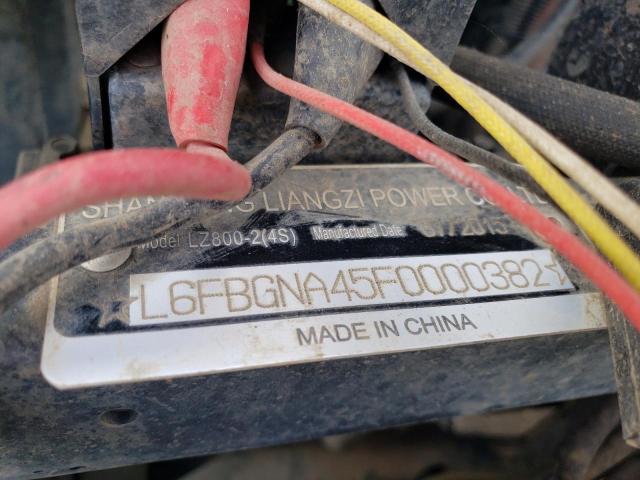 LIANGZI POWER
Model LZ800-2(4S) Manufactured Date
☆L6FBGNA45F0000382☆
MADE IN CHINA